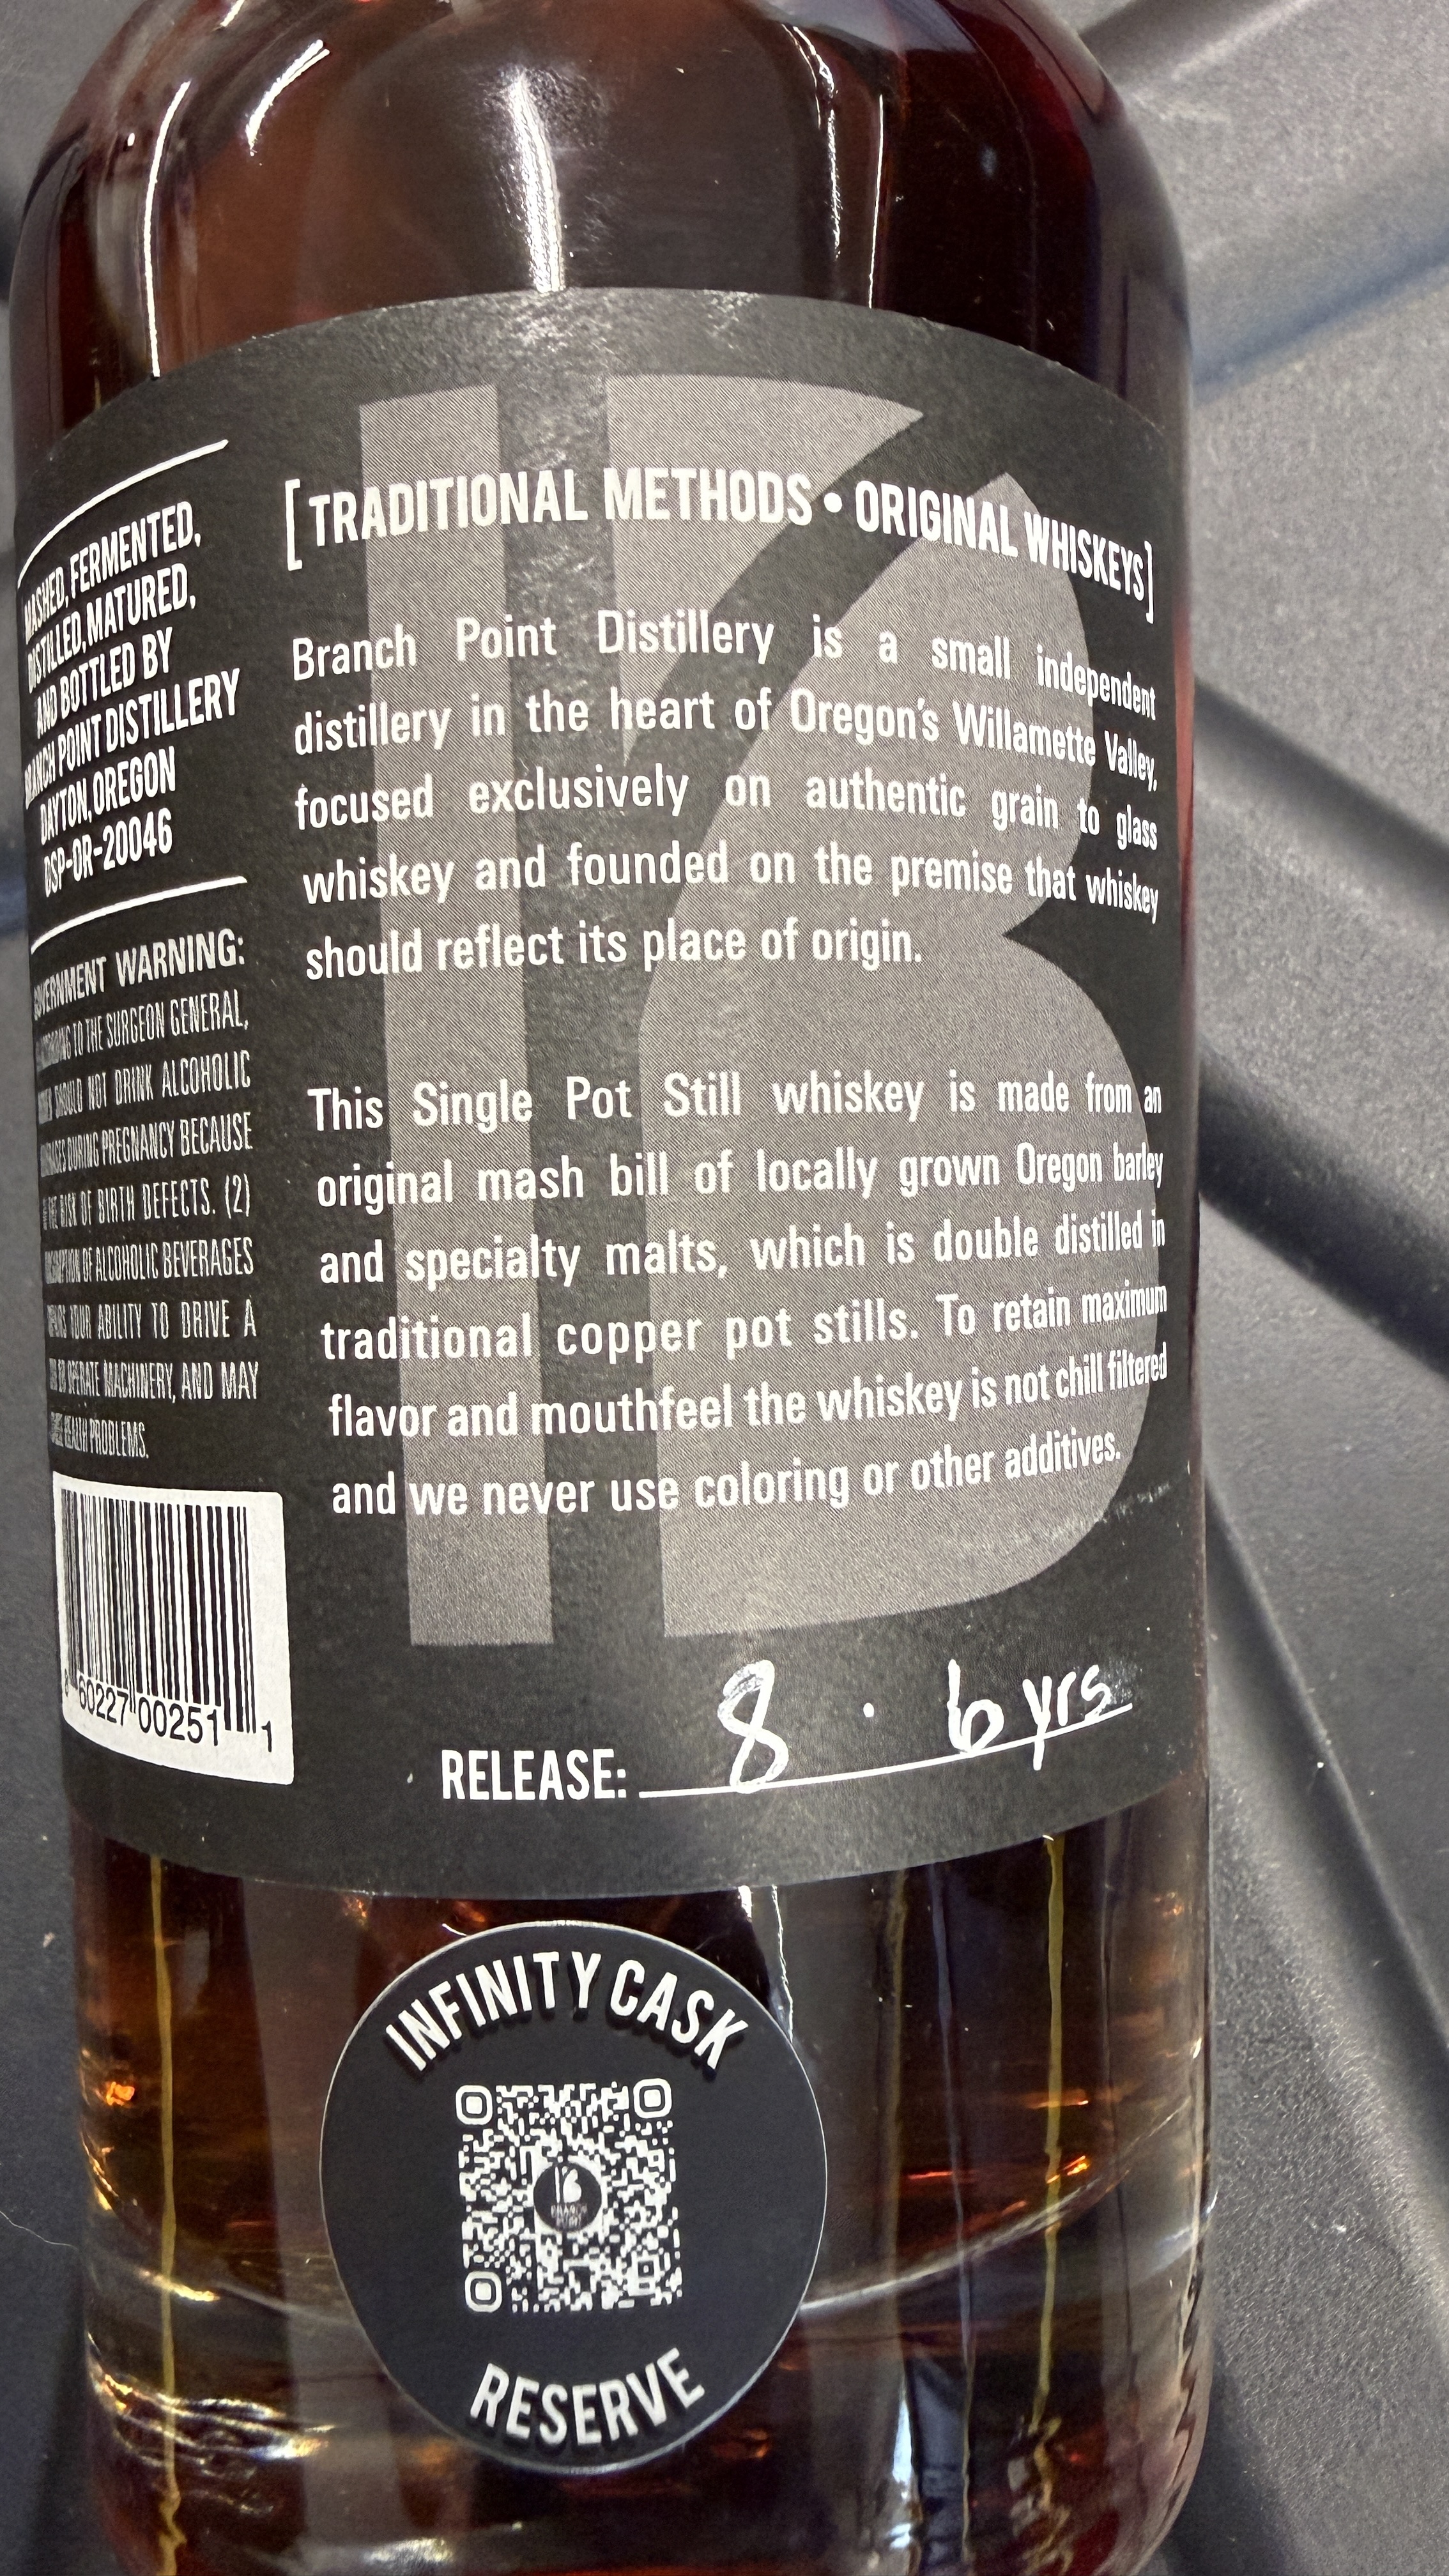 [TRADITIONAL METHODS • ORIGINAL WHISKEYS]
Branch Point Distillery is a small independent
distillery in the heart of Oregon's Willamette Valley,
focused exclusively on authentic grain to glass
whiskey and founded on the premise that whiskey
should reflect its place of origin.
This Single Pot Still whiskey is made from an
original mash bill of locally grown Oregon barley
and specialty malts, which is double distilled in
traditional copper pot stills. To retain maximum
flavor and mouthfeel the whiskey is not chill filtered
and we never use coloring or other additives.
RELEASE: 8 · 6 yrs
MASHED, FERMENTED,
DISTILLED, MATURED,
AND BOTTLED BY
BRANCH POINT DISTILLERY
DAYTON, OREGON
DSP-OR-20046
GOVERNMENT WARNING:
ACCORDING TO THE SURGEON GENERAL,
SHOULD NOT DRINK ALCOHOLIC
DURING PREGNANCY BECAUSE
RISK OF BIRTH DEFECTS. (2)
OF ALCOHOLIC BEVERAGES
YOUR ABILITY TO DRIVE A
OPERATE MACHINERY, AND MAY
HEALTH PROBLEMS.
8 60227 00251 1
INFINITY CASK
RESERVE